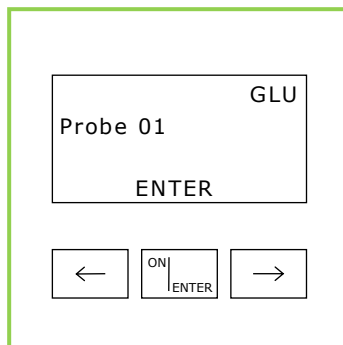 GLU
Probe 01
ENTER
← ON ENTER →